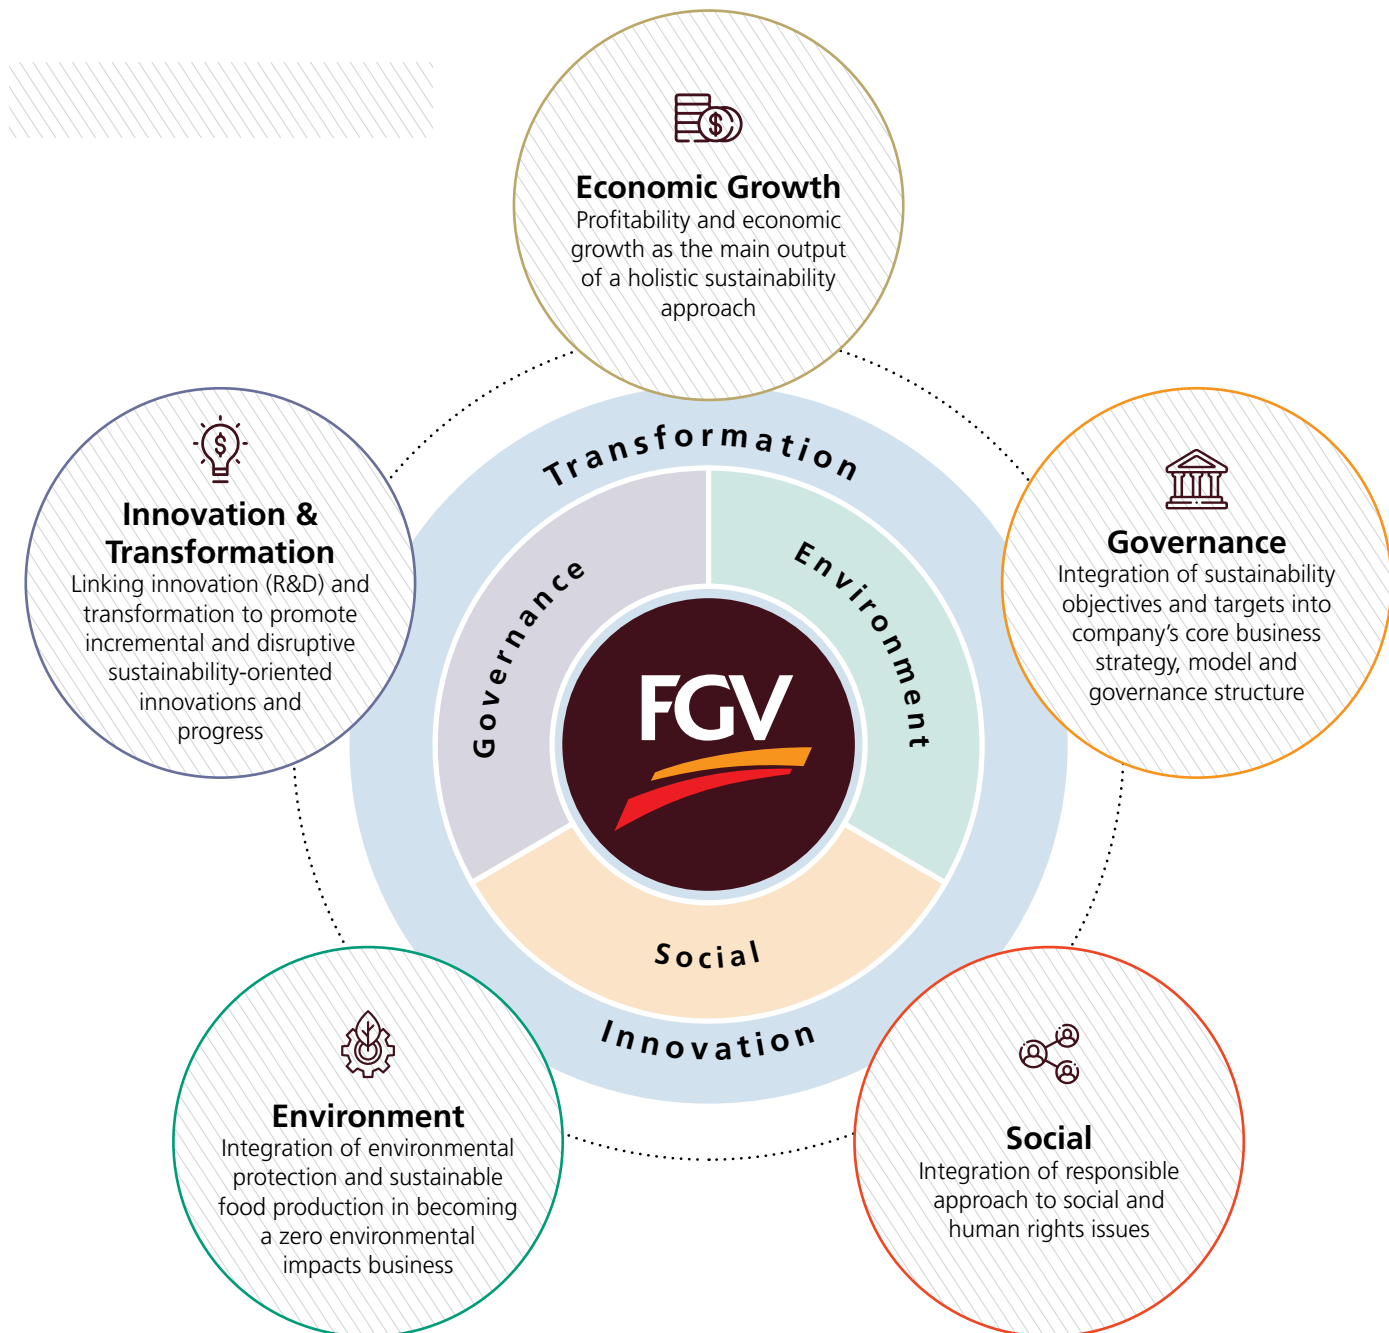 Economic Growth
Profitability and economic
growth as the main output
of a holistic sustainability
approach
Innovation &
Transformation
Linking innovation (R&D) and
transformation to promote
incremental and disruptive
sustainability-oriented
innovations and
progress
Governance
Integration of sustainability
objectives and targets into
company’s core business
strategy, model and
governance structure
Transformation
Governance
Environment
FGV
Social
Innovation
Environment
Integration of environmental
protection and sustainable
food production in becoming
a zero environmental
impacts business
Social
Integration of responsible
approach to social and
human rights issues